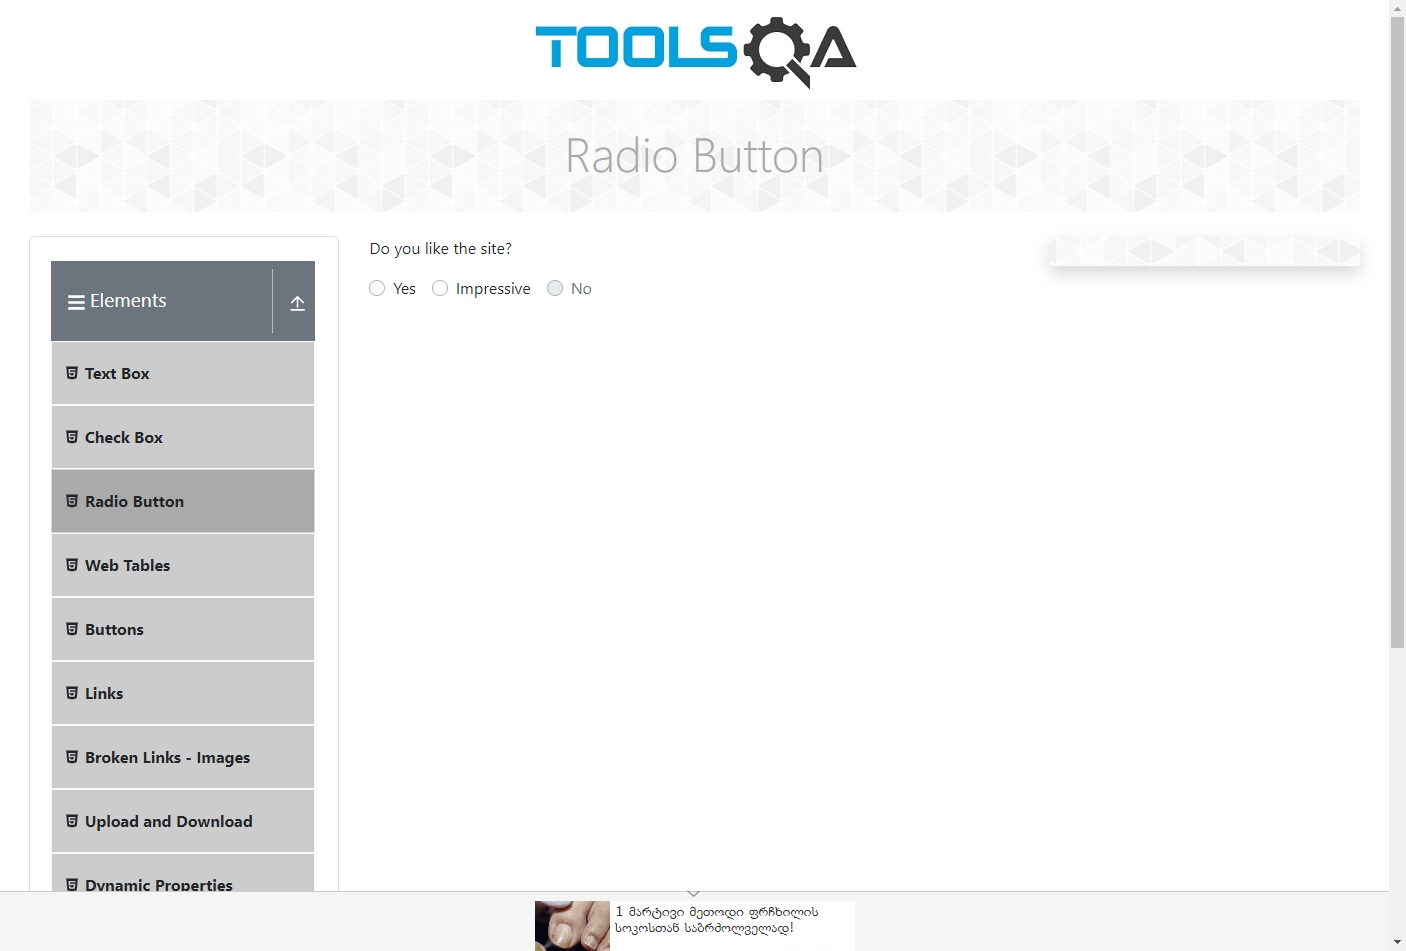 TOOLSQA
Radio Button
Elements
Text Box
Check Box
Radio Button
Web Tables
Buttons
Links
Broken Links - Images
Upload and Download
Dynamic Properties
Do you like the site?
Yes
Impressive
No
1 მარტივი მეთოდი ფრჩხილის
სოკოსთან საბრძოლველად!